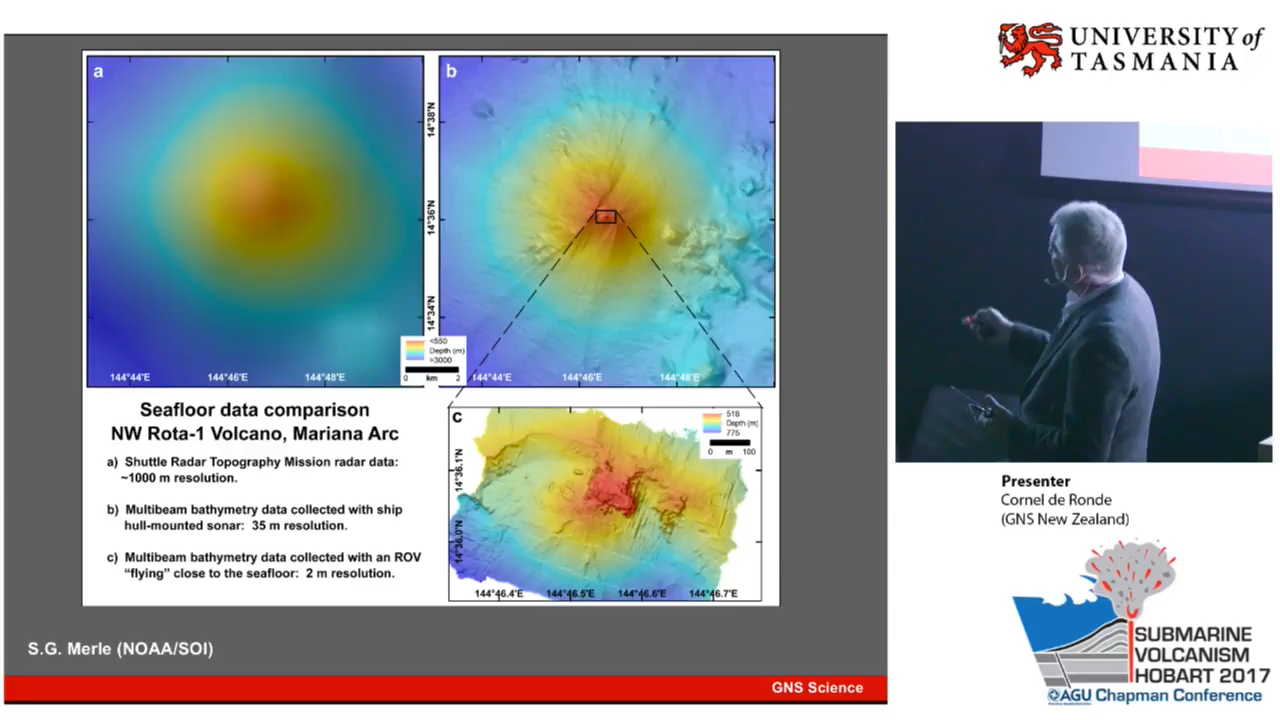 a
b
14°38'N
14°36'N
14°34'N
<550
Depth (m)
>3000
0 km 2
144°44'E 146°46'E 144°48'E
144°44'E 144°46'E 144°48'E
Seafloor data comparison
NW Rota-1 Volcano, Mariana Arc
a) Shuttle Radar Topography Mission radar data:
~1000 m resolution.
b) Multibeam bathymetry data collected with ship
hull-mounted sonar: 35 m resolution.
c) Multibeam bathymetry data collected with an ROV
"flying" close to the seafloor: 2 m resolution.
c
516
Depth (m)
775
0 m 100
14°36.1'N
14°36.0'N
144°46.4'E 144°46.5'E 144°46.6'E 144°46.7'E
S.G. Merle (NOAA/SOI)
GNS Science
UNIVERSITY of
TASMANIA
Presenter
Cornel de Ronde
(GNS New Zealand)
SUBMARINE
VOLCANISM
HOBART 2017
AGU Chapman Conference